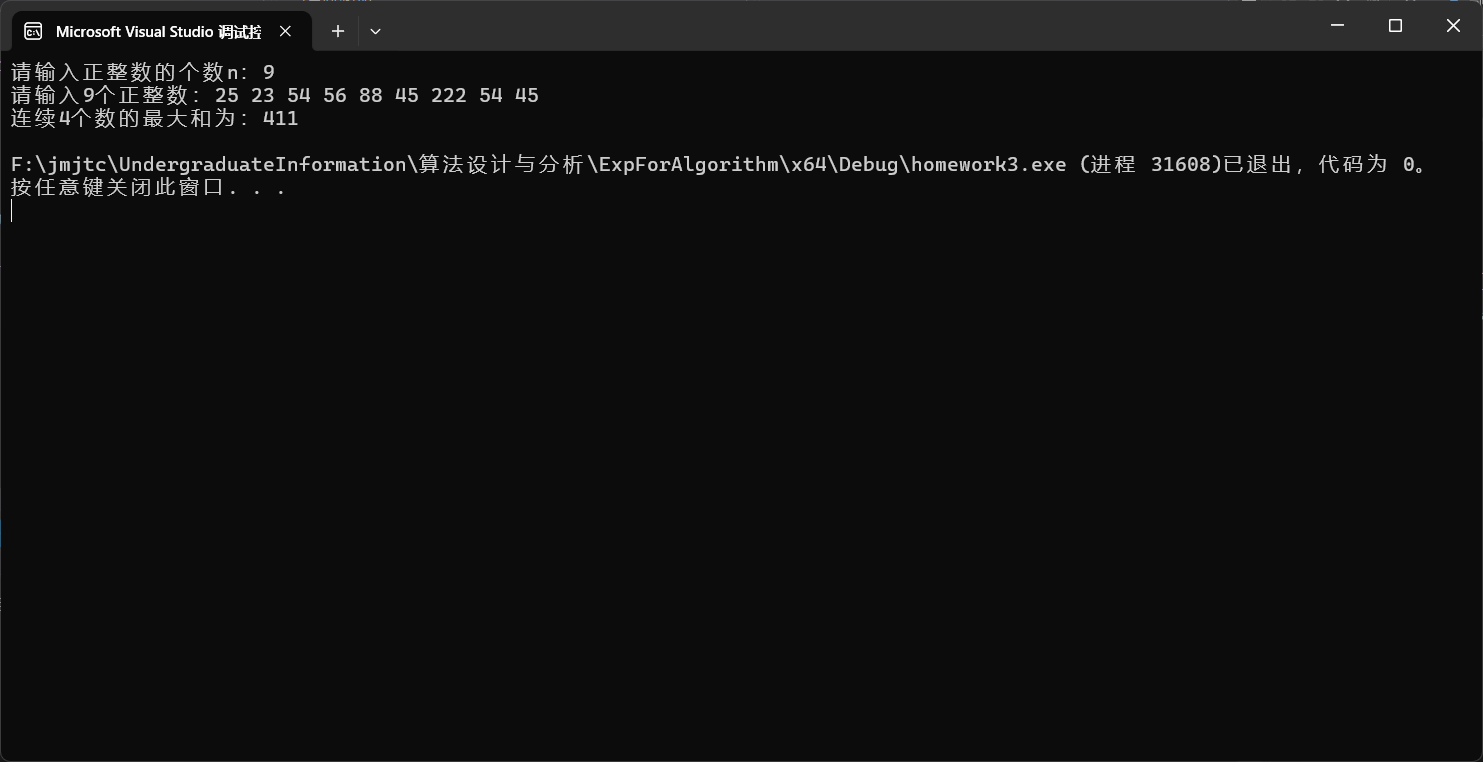 Microsoft Visual Studio 调试控
请输入正整数的个数n: 9
请输入9个正整数: 25 23 54 56 88 45 222 54 45
连续4个数的最大和为: 411
F:\jmjtc\UndergraduateInformation\算法设计与分析\ExpForAlgorithm\x64\Debug\homework3.exe (进程 31608)已退出，代码为 0。
按任意键关闭此窗口. . .